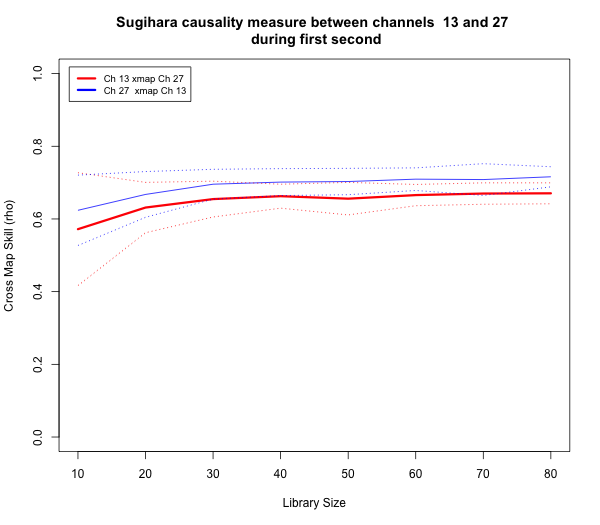 Sugihara causality measure between channels  13 and 27
during first second
Ch 13 xmap Ch 27
Ch 27  xmap Ch 13
Cross Map Skill (rho)
1.0
0.8
0.6
0.4
0.2
0.0
10 20 30 40 50 60 70 80
Library Size